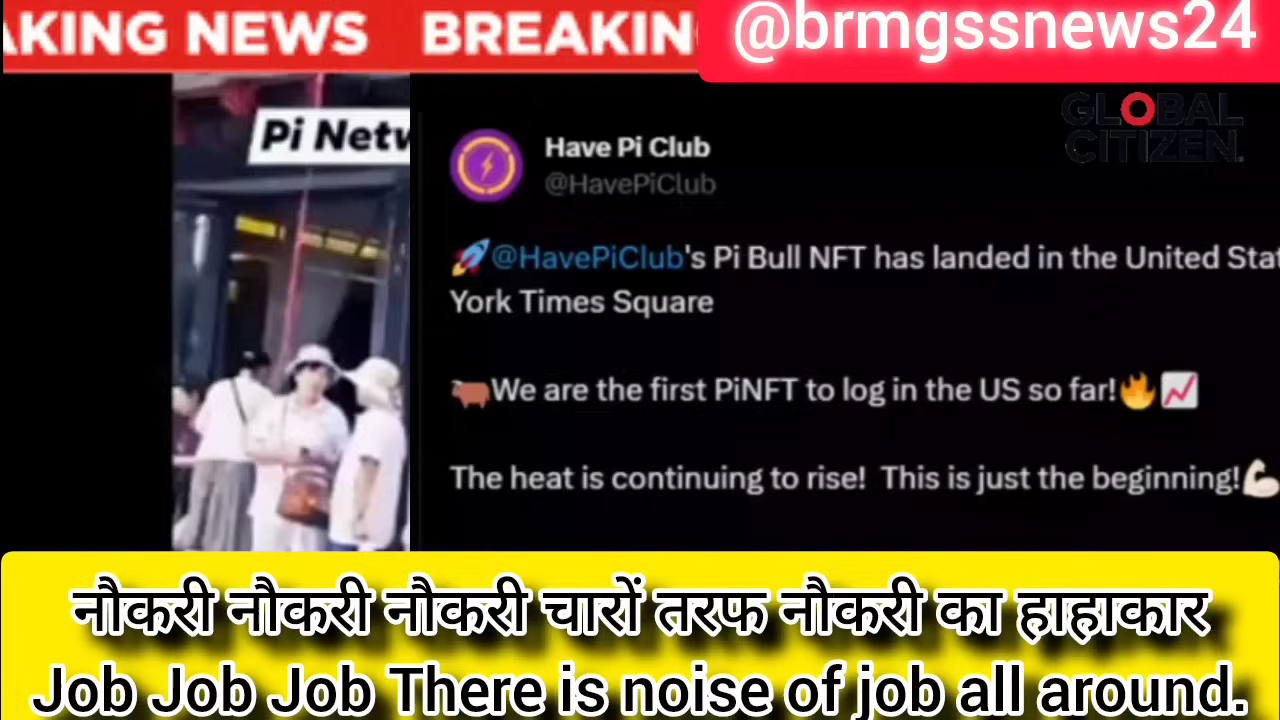 AKING NEWS BREAKIN
@brmgssnews24
GLOBAL
CITIZEN.
Pi Netw
Have Pi Club
@HavePiClub
🚀@HavePiClub's Pi Bull NFT has landed in the United Stat
York Times Square
🐂We are the first PiNFT to log in the US so far!🔥📈
The heat is continuing to rise! This is just the beginning!💪🏻
नौकरी नौकरी नौकरी चारों तरफ नौकरी का हाहाकार
Job Job Job There is noise of job all around.